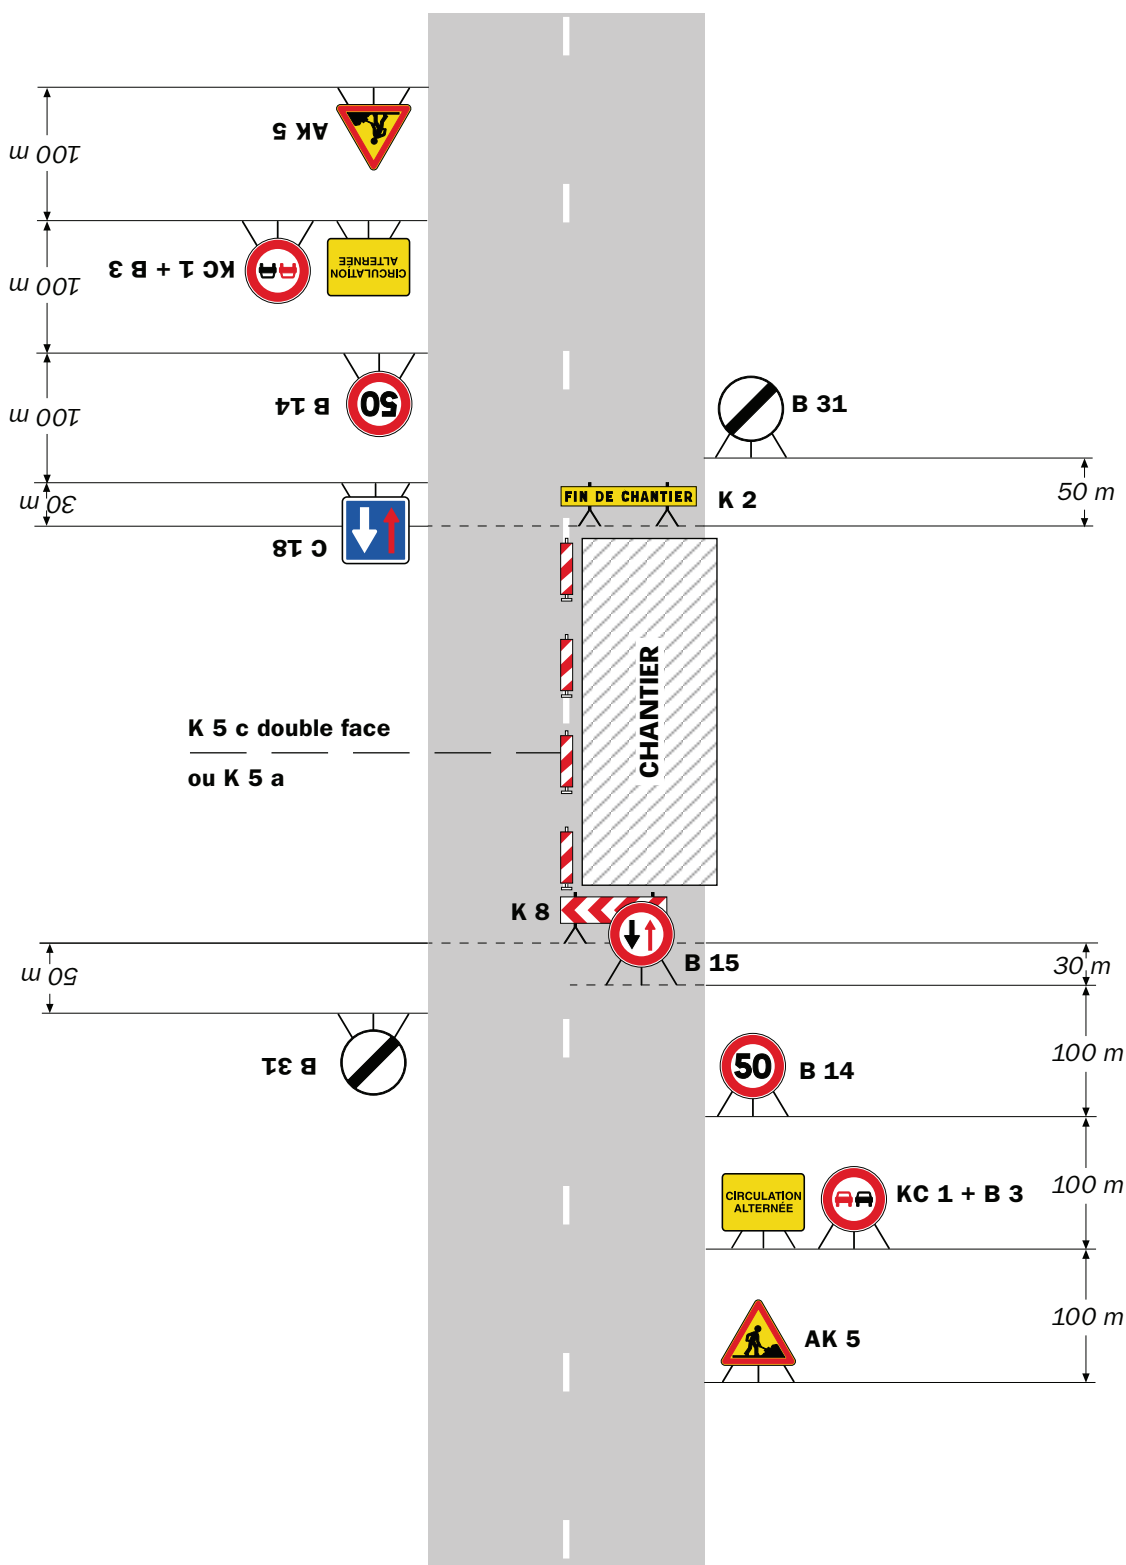 AK 5
100 m
KC 1 + B 3
CIRCULATION
ALTERNÉE
100 m
B 14
50
100 m
B 31
50 m
30 m
C 18
FIN DE CHANTIER
K 2
CHANTIER
K 5 c double face
ou K 5 a
K 8
B 15
30 m
50 m
B 31
50
B 14
100 m
CIRCULATION
ALTERNÉE
KC 1 + B 3
100 m
AK 5
100 m